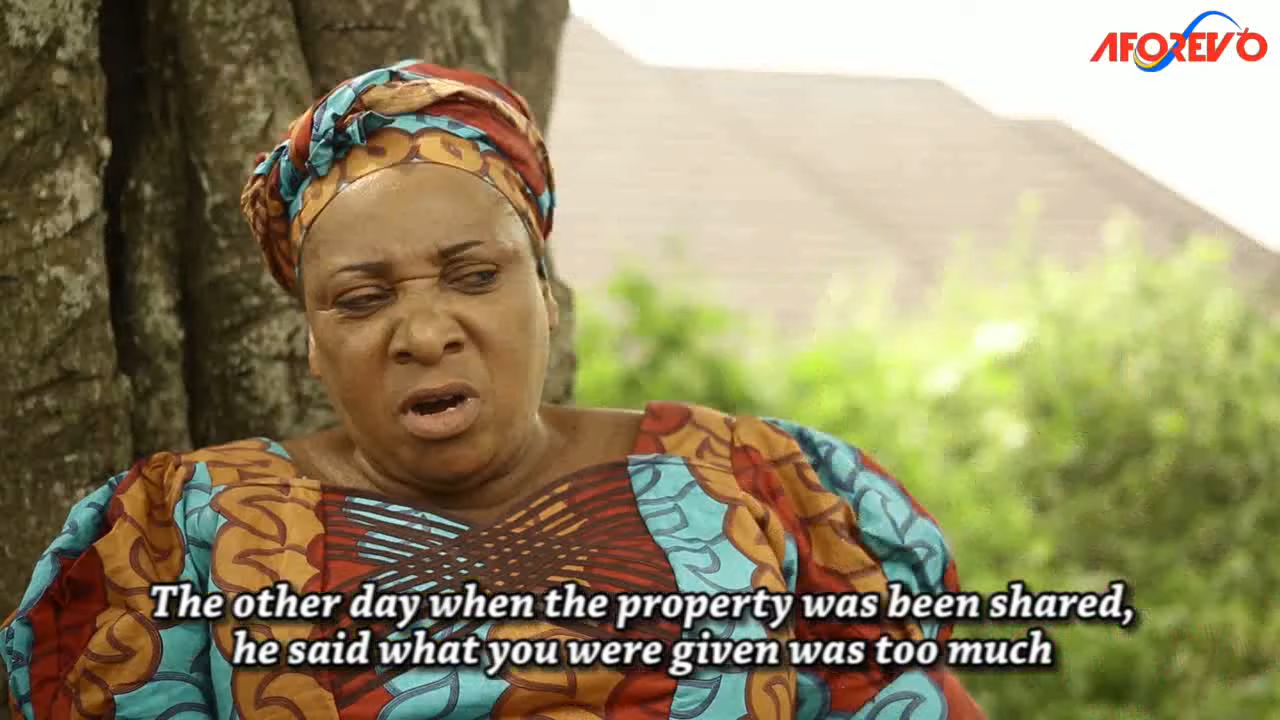 AFOREVO
The other day when the property was been shared,
he said what you were given was too much